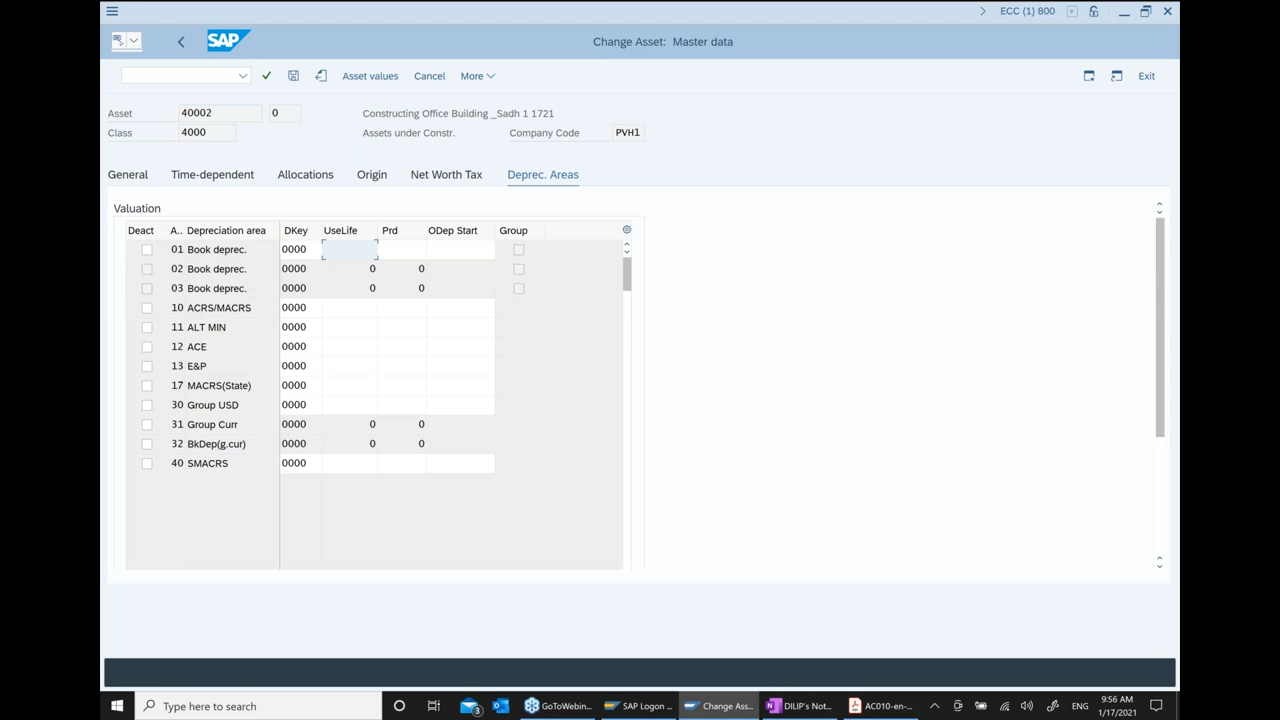 ECC (1) 800
SAP
Change Asset: Master data
Asset values Cancel More Exit
Asset 40002 0 Constructing Office Building _Sadh 1 1721
Class 4000 Assets under Constr. Company Code PVH1
General Time-dependent Allocations Origin Net Worth Tax Deprec. Areas
Valuation
Deact A.. Depreciation area DKey UseLife Prd ODep Start Group
01 Book deprec. 0000
02 Book deprec. 0000 0 0
03 Book deprec. 0000 0 0
10 ACRS/MACRS 0000
11 ALT MIN 0000
12 ACE 0000
13 E&P 0000
17 MACRS(State) 0000
30 Group USD 0000
31 Group Curr 0000 0 0
32 BkDep(g.cur) 0000 0 0
40 SMACRS 0000
Type here to search 3 GoToWebin... SAP Logon ... Change Ass... DILIP's Not... AC010-en-... ENG 9:56 AM
1/17/2021